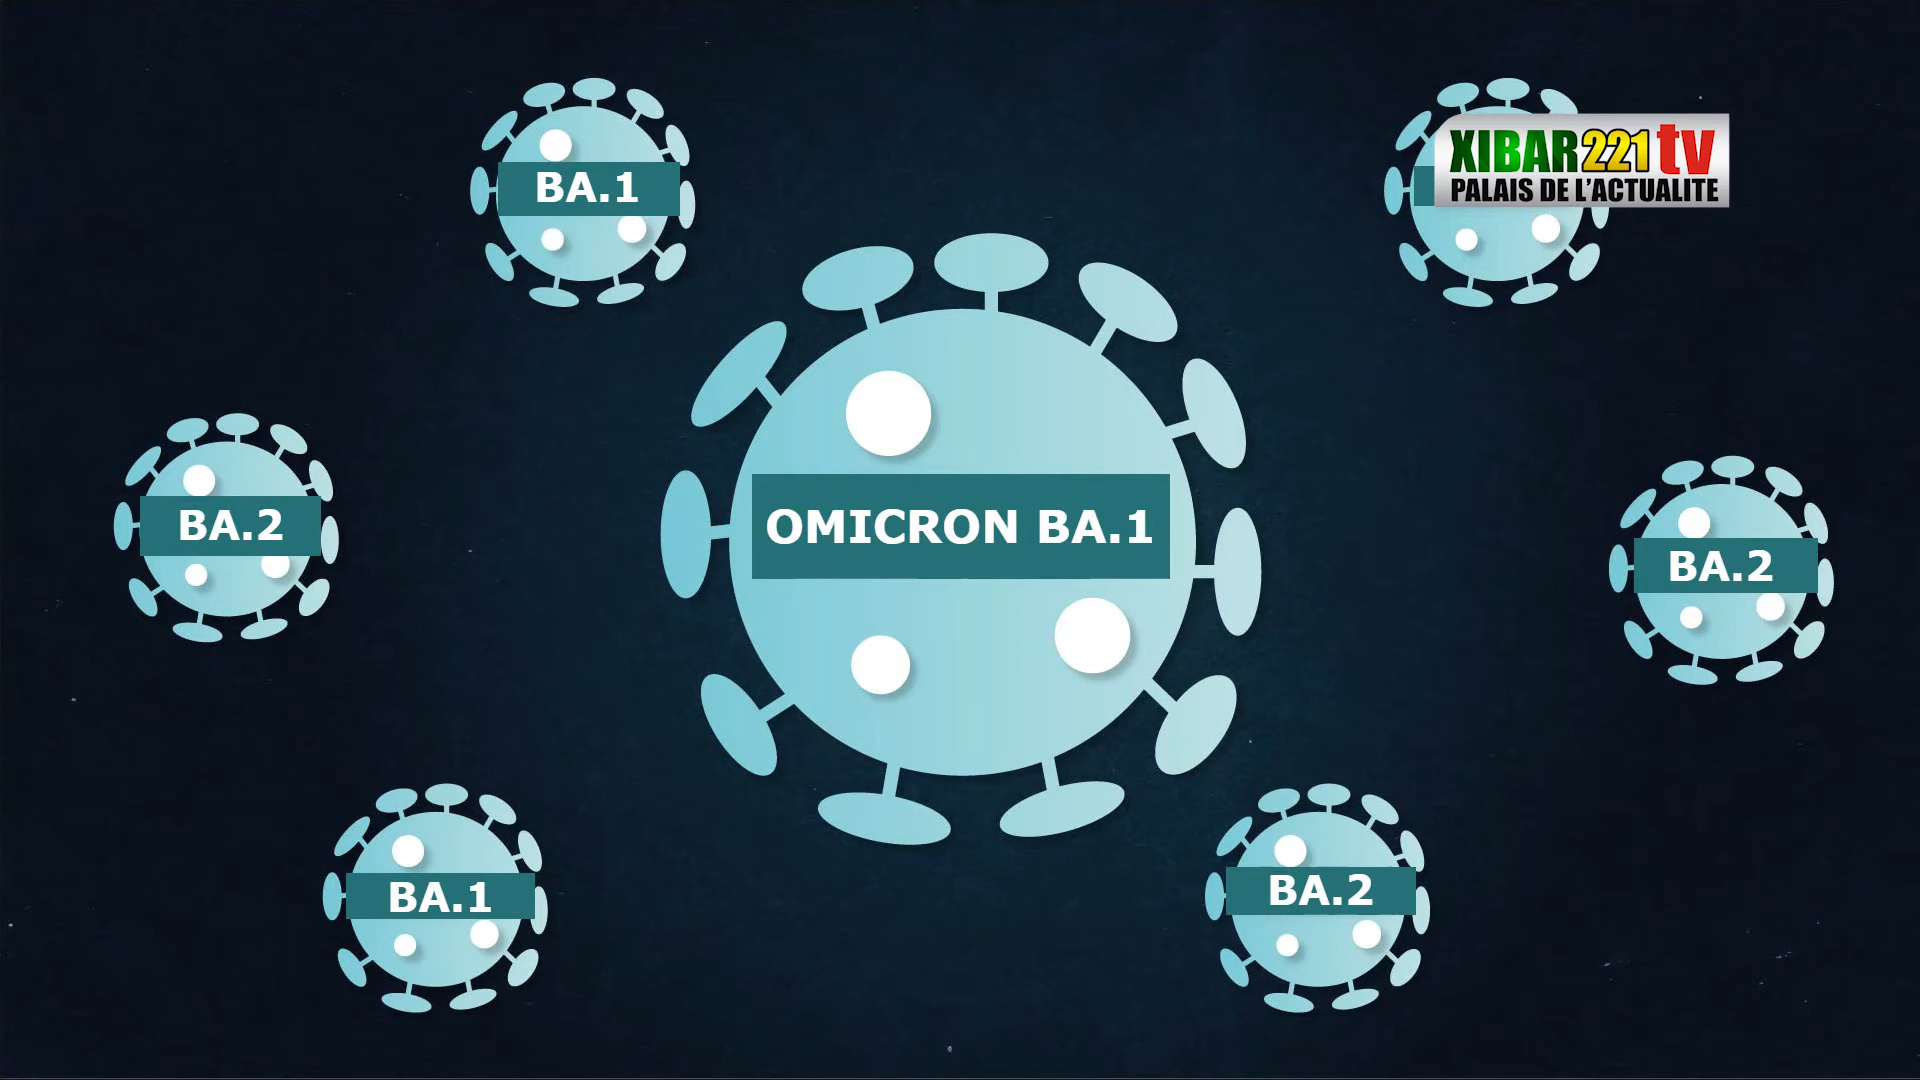 BA.1
XIBAR221 tv
PALAIS DE L'ACTUALITE
BA.2
OMICRON BA.1
BA.2
BA.1
BA.2